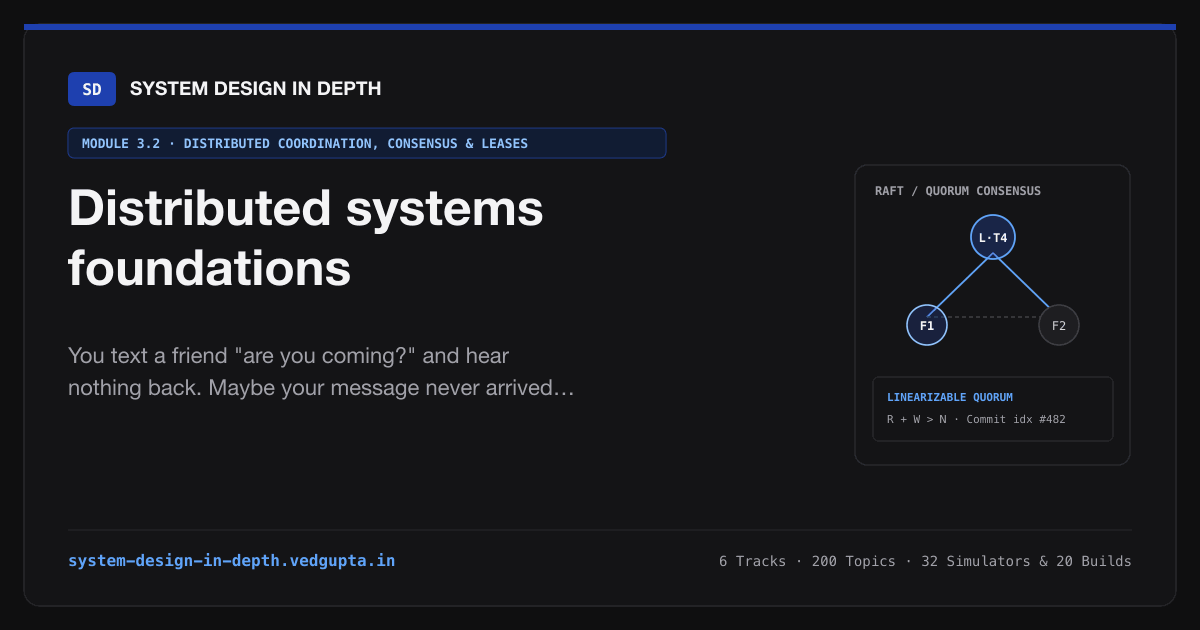 SD SYSTEM DESIGN IN DEPTH
MODULE 3.2 · DISTRIBUTED COORDINATION, CONSENSUS & LEASES
Distributed systems
foundations
You text a friend "are you coming?" and hear
nothing back. Maybe your message never arrived…
RAFT / QUORUM CONSENSUS
L·T4
F1
F2
LINEARIZABLE QUORUM
R + W > N · Commit idx #482
system-design-in-depth.vedgupta.in
6 Tracks · 200 Topics · 32 Simulators & 20 Builds